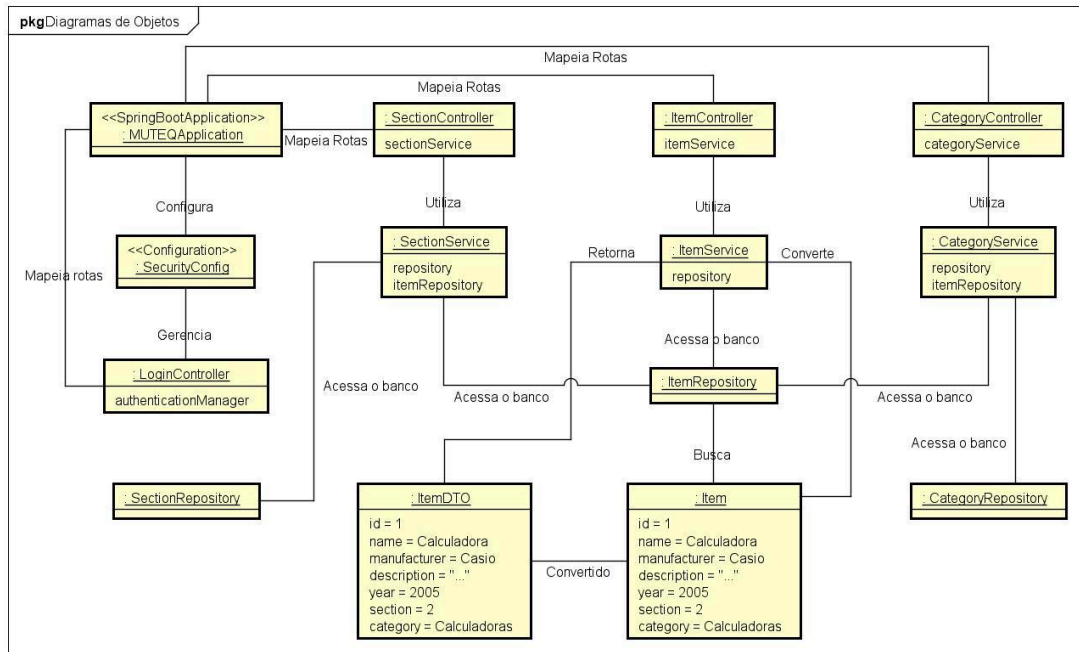 pkg Diagramas de Objetos
Mapeia Rotas
Mapeia Rotas
<<SpringBootApplication>>
: MUTEQApplication
Mapeia Rotas
: SectionController
sectionService
: ItemController
itemService
: CategoryController
categoryService
Configura
Utiliza
Utiliza
Utiliza
<<Configuration>>
: SecurityConfig
Mapeia rotas
: SectionService
repository
itemRepository
Retorna
: ItemService
repository
Converte
: CategoryService
repository
itemRepository
Gerencia
Acessa o banco
: LoginController
authenticationManager
Acessa o banco
Acessa o banco
: ItemRepository
Acessa o banco
Acessa o banco
Busca
: SectionRepository
: ItemDTO
id = 1
name = Calculadora
manufacturer = Casio
description = "..."
year = 2005
section = 2
category = Calculadoras
Convertido
: Item
id = 1
name = Calculadora
manufacturer = Casio
description = "..."
year = 2005
section = 2
category = Calculadoras
: CategoryRepository